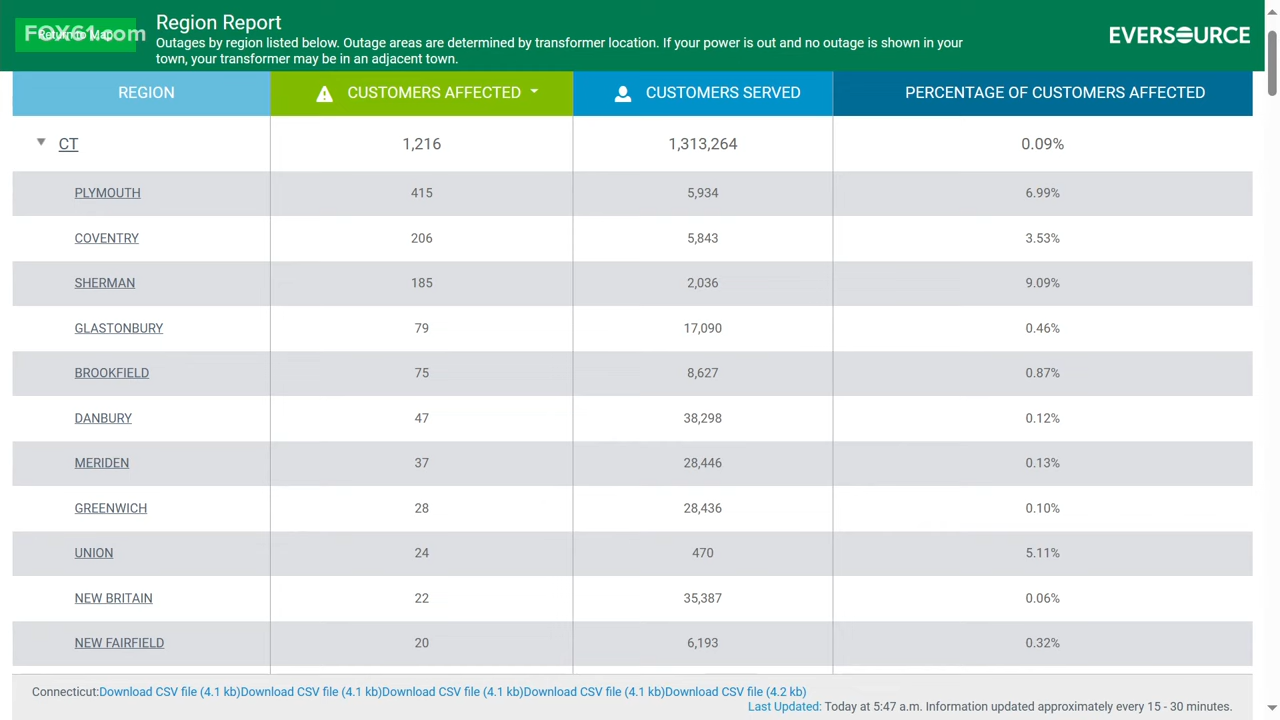 FOX61.com
Return to Map
Region Report
Outages by region listed below. Outage areas are determined by transformer location. If your power is out and no outage is shown in your
town, your transformer may be in an adjacent town.
EVERSOURCE
REGION CUSTOMERS AFFECTED CUSTOMERS SERVED PERCENTAGE OF CUSTOMERS AFFECTED
CT 1,216 1,313,264 0.09%
PLYMOUTH 415 5,934 6.99%
COVENTRY 206 5,843 3.53%
SHERMAN 185 2,036 9.09%
GLASTONBURY 79 17,090 0.46%
BROOKFIELD 75 8,627 0.87%
DANBURY 47 38,298 0.12%
MERIDEN 37 28,446 0.13%
GREENWICH 28 28,436 0.10%
UNION 24 470 5.11%
NEW BRITAIN 22 35,387 0.06%
NEW FAIRFIELD 20 6,193 0.32%
Connecticut:Download CSV file (4.1 kb)Download CSV file (4.1 kb)Download CSV file (4.1 kb)Download CSV file (4.1 kb)Download CSV file (4.2 kb)
Last Updated: Today at 5:47 a.m. Information updated approximately every 15 - 30 minutes.